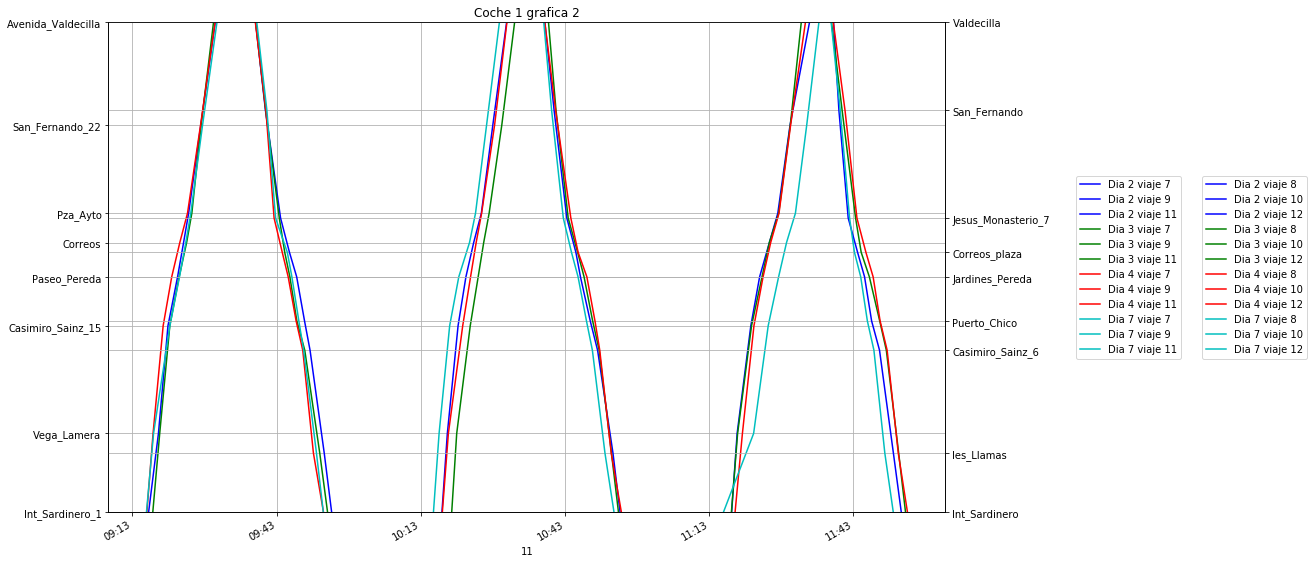 Coche 1 grafica 2
Avenida_Valdecilla
San_Fernando_22
Pza_Ayto
Correos
Paseo_Pereda
Casimiro_Sainz_15
Vega_Lamera
Int_Sardinero_1
Valdecilla
San_Fernando
Jesus_Monasterio_7
Correos_plaza
Jardines_Pereda
Puerto_Chico
Casimiro_Sainz_6
Ies_Llamas
Int_Sardinero
09:13
09:43
10:13
10:43
11:13
11:43
11
Dia 2 viaje 7
Dia 2 viaje 9
Dia 2 viaje 11
Dia 3 viaje 7
Dia 3 viaje 9
Dia 3 viaje 11
Dia 4 viaje 7
Dia 4 viaje 9
Dia 4 viaje 11
Dia 7 viaje 7
Dia 7 viaje 9
Dia 7 viaje 11
Dia 2 viaje 8
Dia 2 viaje 10
Dia 2 viaje 12
Dia 3 viaje 8
Dia 3 viaje 10
Dia 3 viaje 12
Dia 4 viaje 8
Dia 4 viaje 10
Dia 4 viaje 12
Dia 7 viaje 8
Dia 7 viaje 10
Dia 7 viaje 12